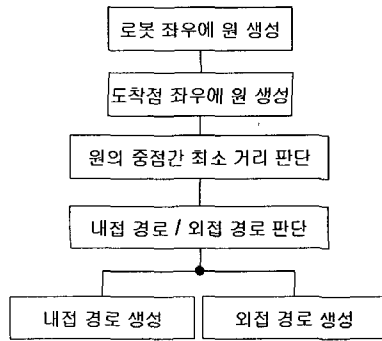 로봇 좌우에 원 생성
도착점 좌우에 원 생성
원의 중점간 최소 거리 판단
내접 경로 / 외접 경로 판단
내접 경로 생성
외접 경로 생성